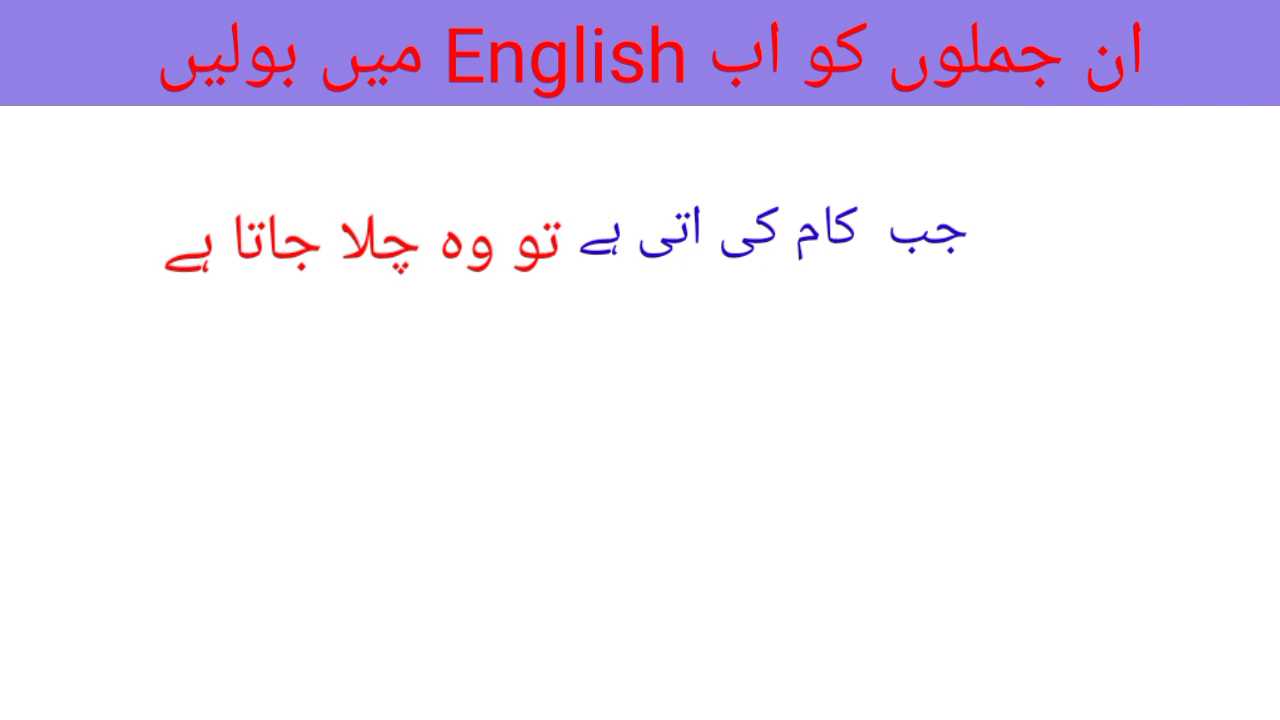 ان جملوں کو اب English میں بولیں
جب کام کی اتی ہے تو وہ چلا جاتا ہے